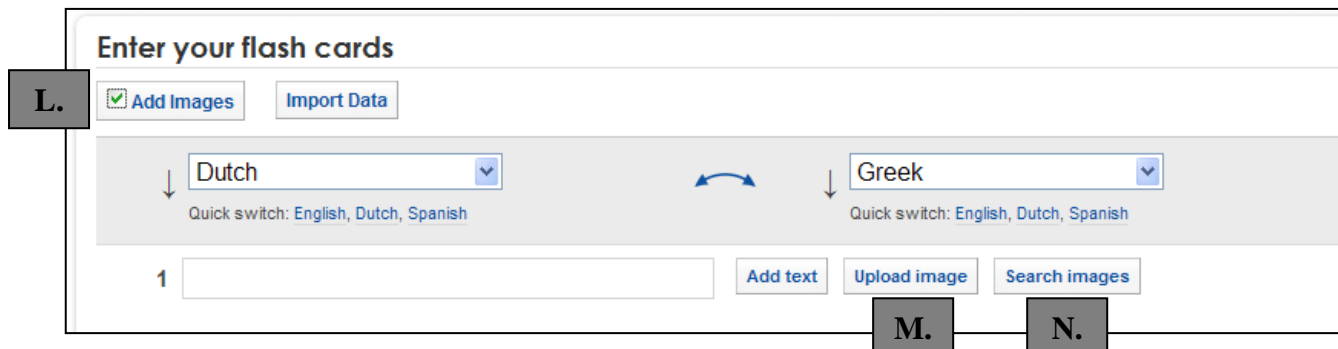 Enter your flash cards
L. Add Images Import Data
Dutch Greek
Quick switch: English, Dutch, Spanish Quick switch: English, Dutch, Spanish
1 Add text Upload image Search images
M. N.